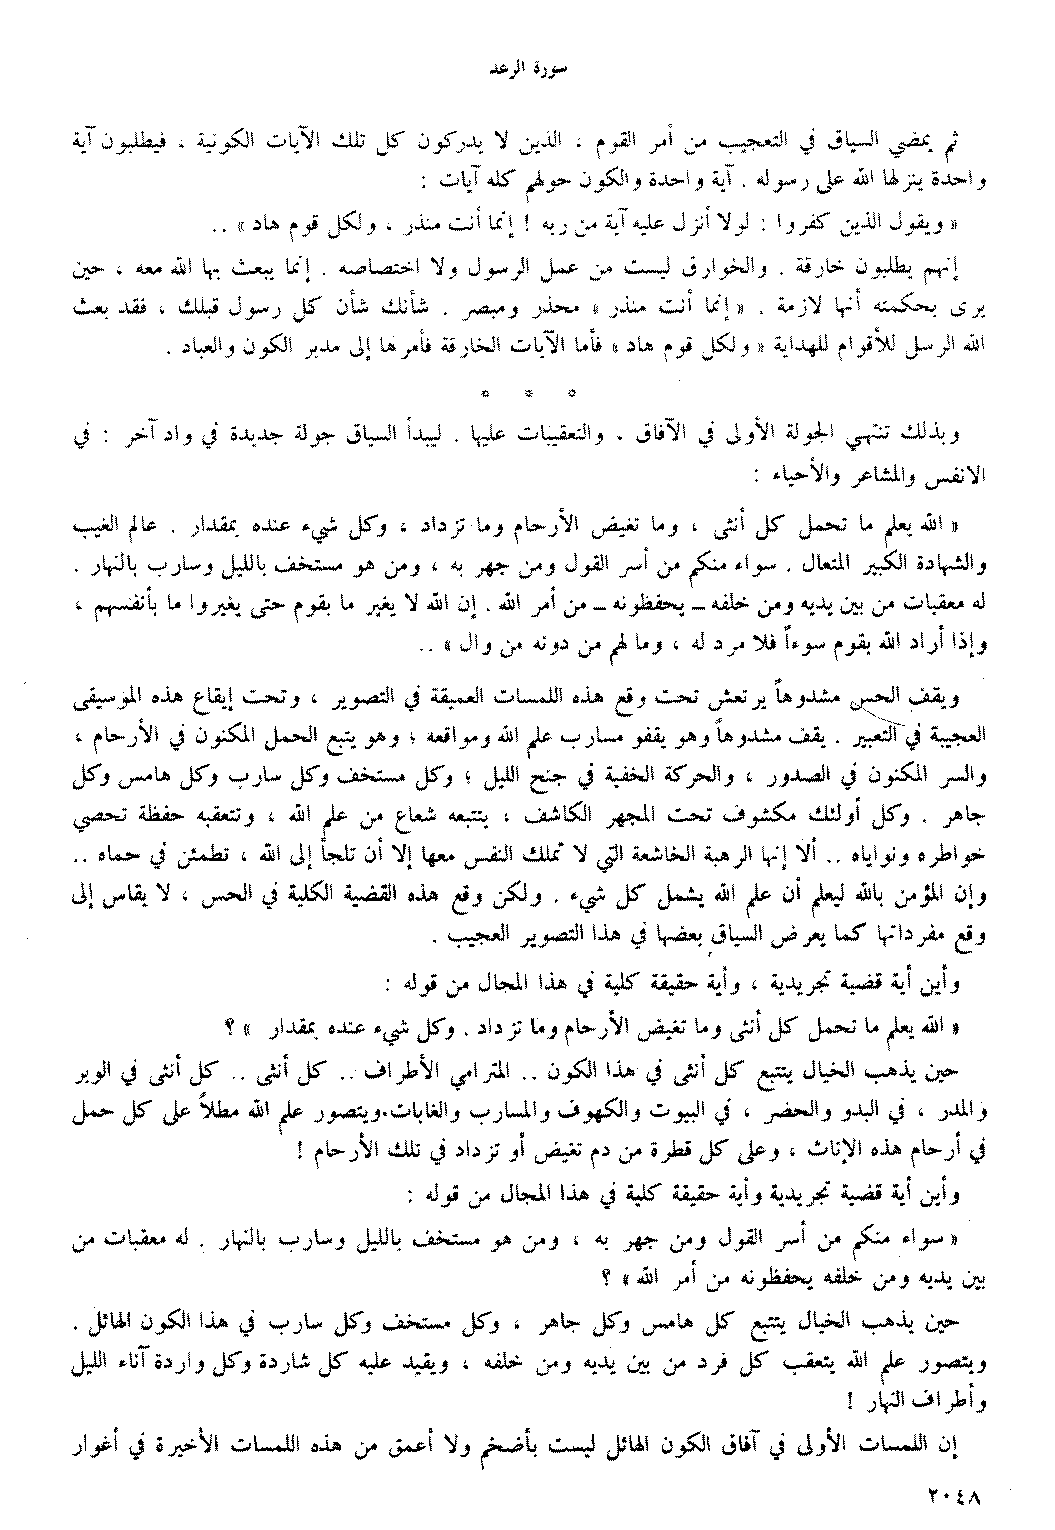 سورة الرعد
ثم يمضي السياق في التعجيب من أمر القوم ، الذين لا يدركون كل تلك الآيات الكونية ، فيطلبون آية
واحدة ينزلها الله على رسوله . آية واحدة والكون حولهم كله آيات :
« ويقول الذين كفروا : لولا أنزل عليه آية من ربه ! إنما أنت منذر ، ولكل قوم هاد » ..
إنهم يطلبون خارقة . والخوارق ليست من عمل الرسول ولا اختصاصه . إنما يبعث بها الله معه ، حين
يرى بحكمته أنها لازمة . « إنما أنت منذر » محذر ومبصر . شأنك شأن كل رسول قبلك ، فقد بعث
الله الرسل للأقوام للهداية « ولكل قوم هاد » فأما الآيات الخارقة فأمرها إلى مدبر الكون والعباد .
* * *
وبذلك تنتهي الجولة الأولى في الآفاق . والتعقيبات عليها . ليبدأ السياق جولة جديدة في واد آخر : في
الانفس والمشاعر والأحياء :
« الله يعلم ما تحمل كل أنثى ، وما تغيض الأرحام وما تزداد ، وكل شيء عنده بمقدار . عالم الغيب
والشهادة الكبير المتعال . سواء منكم من أسر القول ومن جهر به ، ومن هو مستخف بالليل وسارب بالنهار .
له معقبات من بين يديه ومن خلفه – يحفظونه – من أمر الله . إن الله لا يغير ما بقوم حتى يغيروا ما بأنفسهم ،
وإذا أراد الله بقوم سوءاً فلا مرد له ، وما لهم من دونه من وال » ..
ويقف الحس مشدوهاً يرتعش تحت وقع هذه اللمسات العميقة في التصوير ، وتحت إيقاع هذه الموسيقى
العجيبة في التعبير . يقف مشدوهاً وهو يقفو مسارب علم الله ومواقعه ؛ وهو يتبع الحمل المكنون في الأرحام ،
والسر المكنون في الصدور ، والحركة الخفية في جنح الليل ؛ وكل مستخف وكل سارب وكل هامس وكل
جاهر . وكل أولئك مكشوف تحت المجهر الكاشف ، يتتبعه شعاع من علم الله ، وتتعقبه حفظة تحصي
خواطره ونواياه .. ألا إنها الرهبة الخاشعة التي لا تملك النفس معها إلا أن تلجأ إلى الله ، تطمئن في حماه ..
وإن المؤمن بالله ليعلم أن علم الله يشمل كل شيء . ولكن وقع هذه القضية الكلية في الحس ، لا يقاس إلى
وقع مفرداتها كما يعرض السياق بعضها في هذا التصوير العجيب .
وأين أية قضية تجريدية ، وأية حقيقة كلية في هذا المجال من قوله :
« الله يعلم ما تحمل كل أنثى وما تغيض الأرحام وما تزداد . وكل شيء عنده بمقدار » ؟
حين يذهب الخيال يتتبع كل أنثى في هذا الكون .. المترامي الأطراف .. كل أنثى .. كل أنثى في الوبر
والمدر ، في البدو والحضر ، في البيوت والكهوف والمسارب والغابات . ويتصور علم الله مطلاً على كل حمل
في أرحام هذه الإناث ، وعلى كل قطرة من دم تغيض أو تزداد في تلك الأرحام !
وأين أية قضية تجريدية وأية حقيقة كلية في هذا المجال من قوله :
« سواء منكم من أسر القول ومن جهر به ، ومن هو مستخف بالليل وسارب بالنهار . له معقبات من
بين يديه ومن خلفه يحفظونه من أمر الله » ؟
حين يذهب الخيال يتتبع كل هامس وكل جاهر ، وكل مستخف وكل سارب في هذا الكون الهائل .
ويتصور علم الله يتعقب كل فرد من بين يديه ومن خلفه ، ويقيد عليه كل شاردة وكل واردة آناء الليل
وأطراف النهار !
إن اللمسات الأولى في آفاق الكون الهائل ليست بأضخم ولا أعمق من هذه اللمسات الأخيرة في أغوار
٢٠٤٨